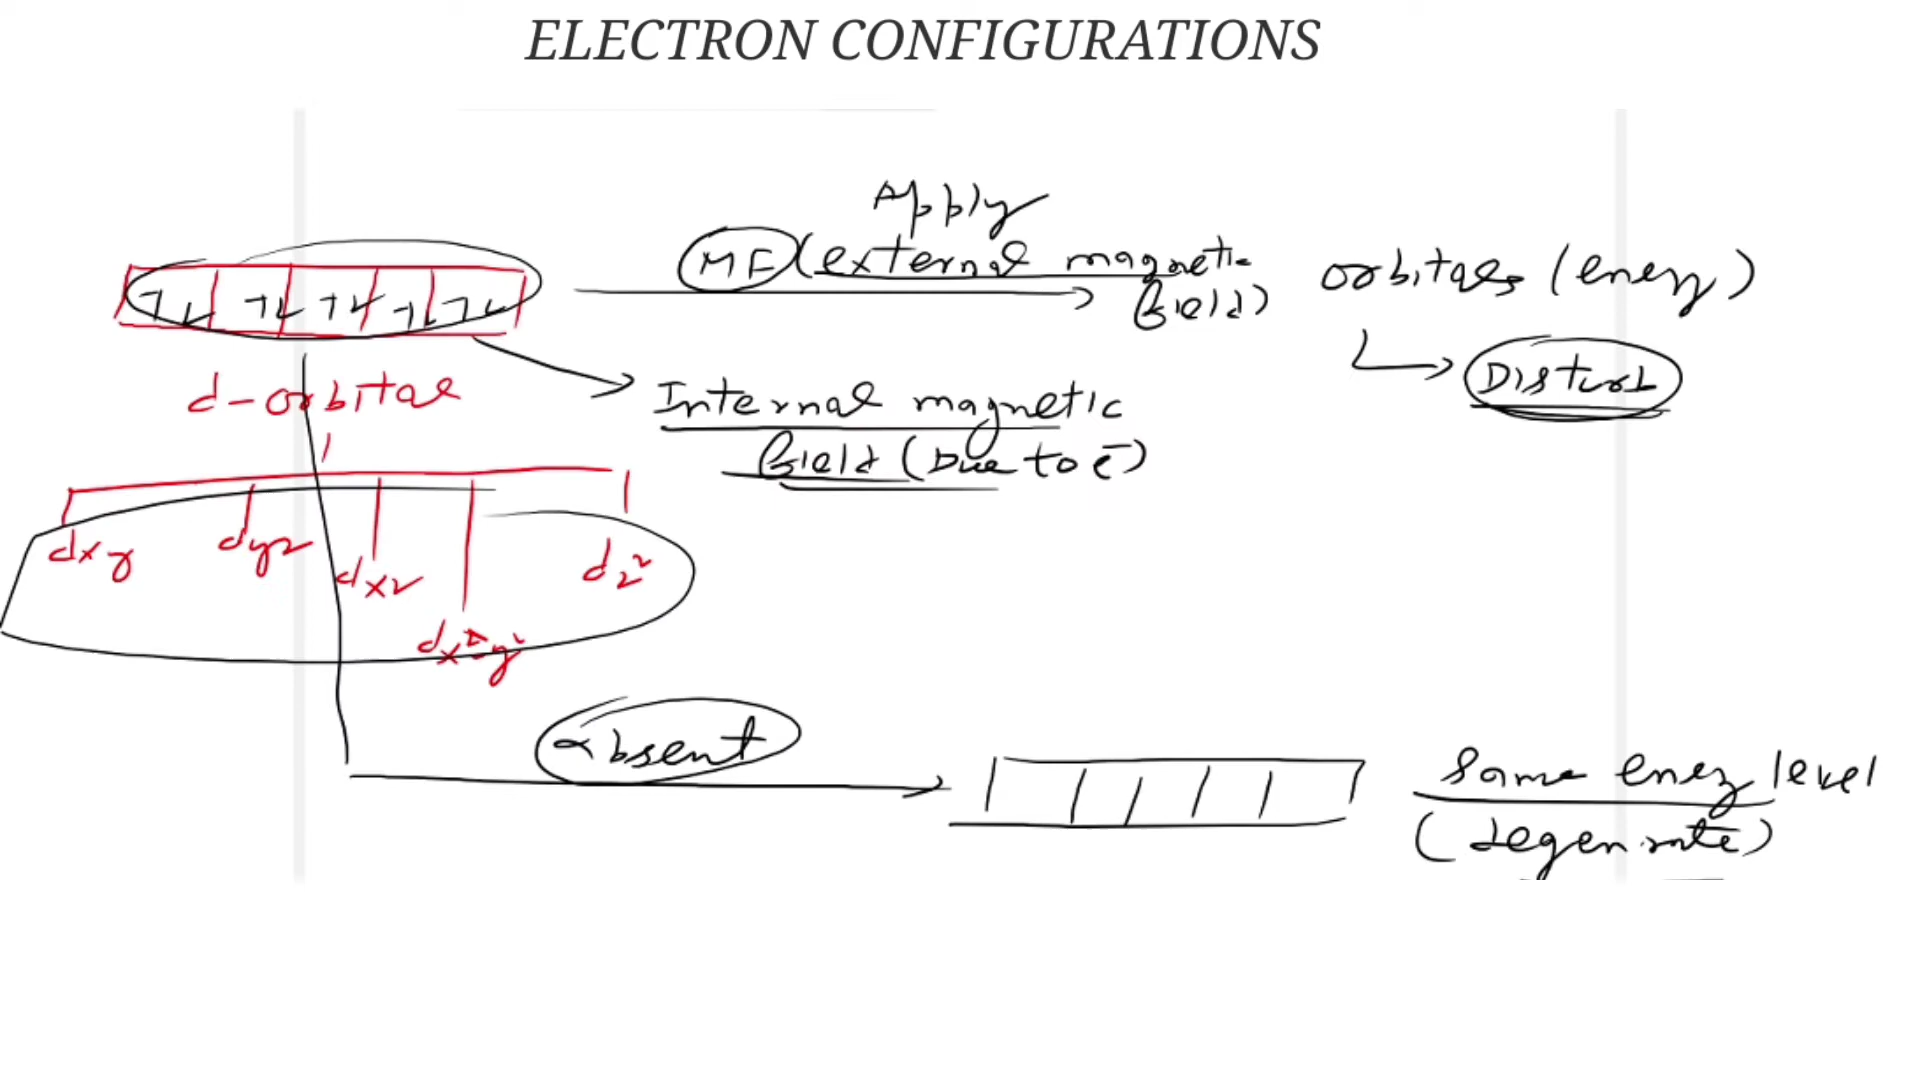 ELECTRON CONFIGURATIONS
Apply
MF (external magnetic
field)
orbitals (energy)
Disturb
d-orbital
Internal magnetic
field (Due to e⁻)
dxy
dyz
dxz
dx²-y²
dz²
absent
Same energy level
(degenerate)